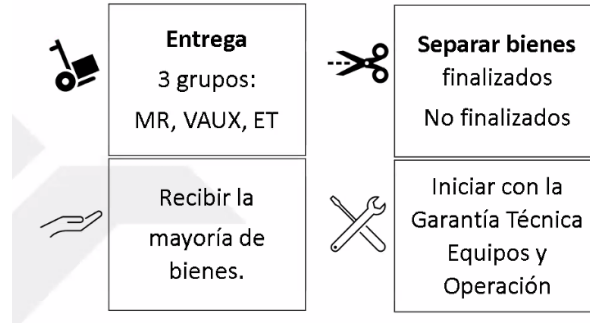 Entrega
3 grupos:
MR, VAUX, ET
Separar bienes
finalizados
No finalizados
Recibir la
mayoría de
bienes.
Iniciar con la
Garantía Técnica
Equipos y
Operación